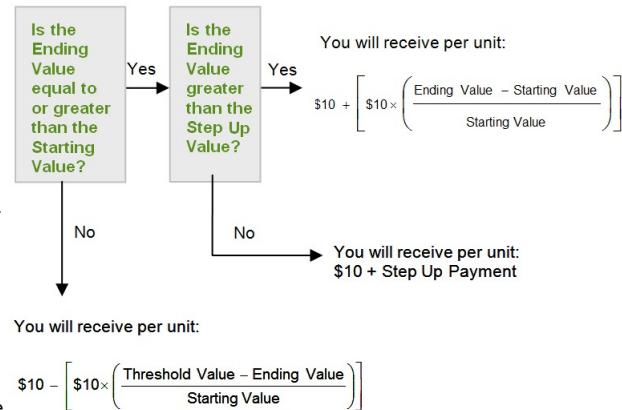 Is the
Ending
Value
equal to
or greater
than the
Starting
Value?
Yes
Is the
Ending
Value
greater
than the
Step Up
Value?
Yes
You will receive per unit:
$10 + [ $10 × ( Ending Value – Starting Value
Starting Value ) ]
No
No
You will receive per unit:
$10 + Step Up Payment
You will receive per unit:
$10 – [ $10× ( Threshold Value – Ending Value
Starting Value ) ]